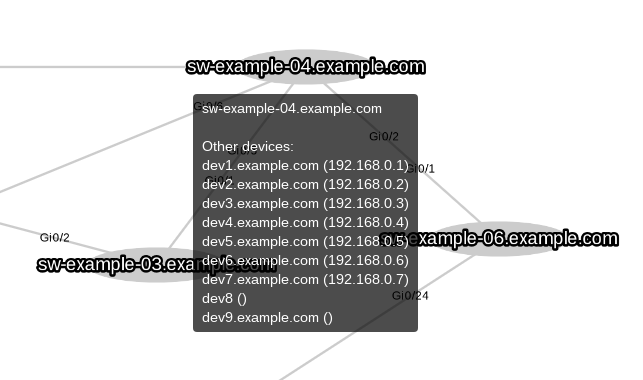 sw-example-04.example.com
Gi0/6
sw-example-04.example.com
Gi0/2
Other devices:
dev1.example.com (192.168.0.1)
Gi0/1
dev2.example.com (192.168.0.2)
dev3.example.com (192.168.0.3)
dev4.example.com (192.168.0.4)
Gi0/2
dev5.example.com (192.168.0.5)
sw-example-06.example.com
dev6.example.com (192.168.0.6)
sw-example-03.example.com
dev7.example.com (192.168.0.7)
Gi0/24
dev8 ()
dev9.example.com ()